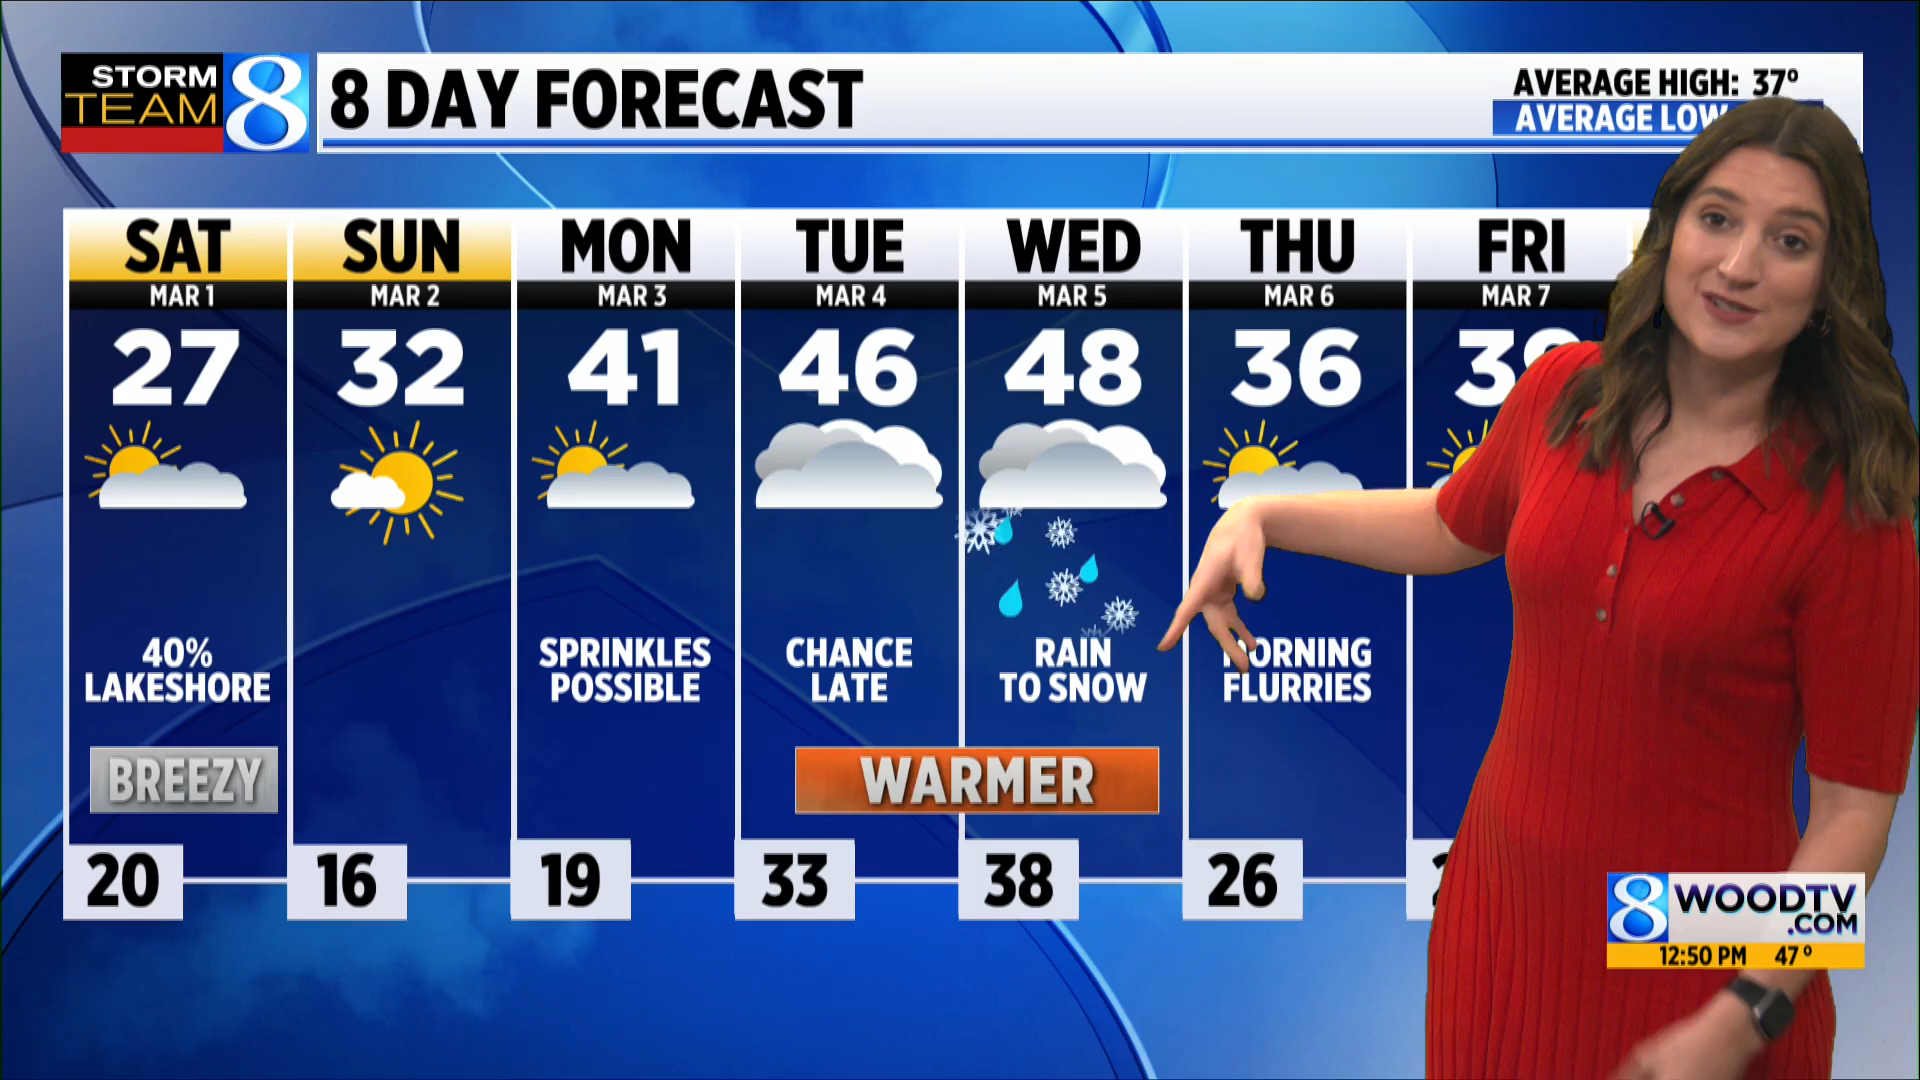 STORM
TEAM
8
8 DAY FORECAST
AVERAGE HIGH: 37°
AVERAGE LOW
SAT
SUN
MON
TUE
WED
THU
FRI
MAR 1
MAR 2
MAR 3
MAR 4
MAR 5
MAR 6
MAR 7
27
32
41
46
48
36
40%
LAKESHORE
SPRINKLES
POSSIBLE
CHANCE
LATE
RAIN
TO SNOW
MORNING
FLURRIES
BREEZY
WARMER
20
16
19
33
38
26
8 WOODTV
.COM
12:50 PM 47°